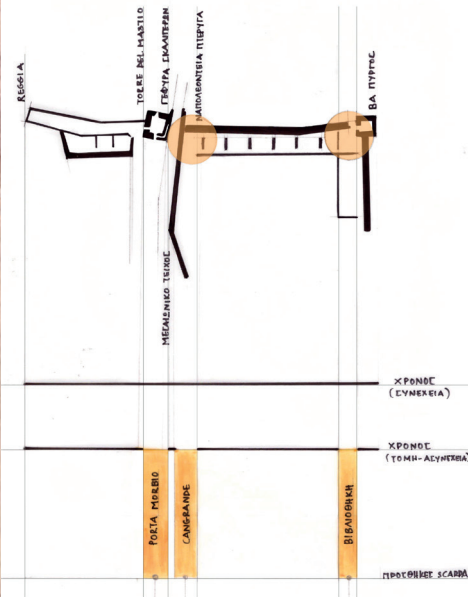 REGGIA
TORRE DEL MASTIO
ΓΕΦΥΡΑ ΣΚΑΛΙΓΕΡΩΝ
ΝΑΠΟΛΕΟΝΤΕΙΑ ΠΤΕΡΥΓΑ
ΒΑ ΠΥΡΓΟΣ
ΜΕΣΑΙΩΝΙΚΟ ΤΕΙΧΟΣ
ΧΡΟΝΟΣ
(ΣΥΝΕΧΕΙΑ)
ΧΡΟΝΟΣ
(ΤΟΜΗ-ΑΣΥΝΕΧΕΙΑ)
PORTA MORBIO
CANGRANDE
ΒΙΒΛΙΟΘΗΚΗ
ΠΡΟΣΘΗΚΕΣ SCARPA